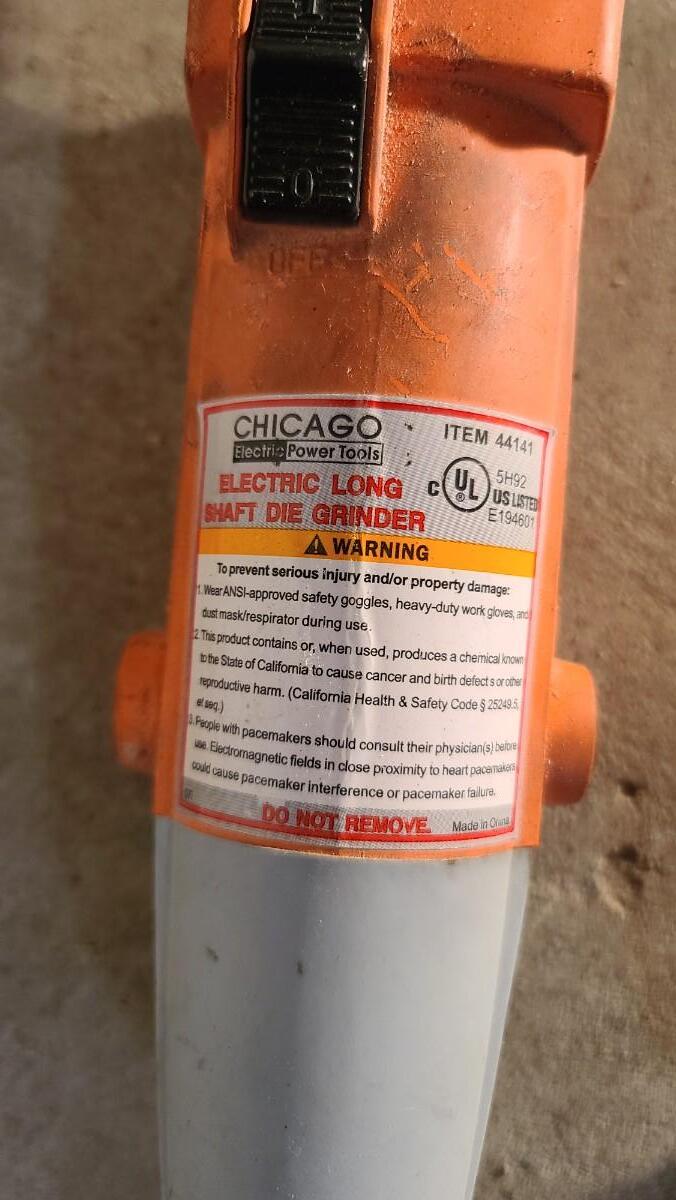 I
O
OFF
CHICAGO
Electric Power Tools
ITEM 44141
C UL ® US LISTED
5H92
E194601
ELECTRIC LONG
SHAFT DIE GRINDER
WARNING
To prevent serious injury and/or property damage:
1. Wear ANSI-approved safety goggles, heavy-duty work gloves, and
dust mask/respirator during use.
2. This product contains or, when used, produces a chemical known
to the State of California to cause cancer and birth defects or other
reproductive harm. (California Health & Safety Code § 25249.5,
et seq.)
3. People with pacemakers should consult their physician(s) before
use. Electromagnetic fields in close proximity to heart pacemakers
could cause pacemaker interference or pacemaker failure.
DO NOT REMOVE.
Made in China